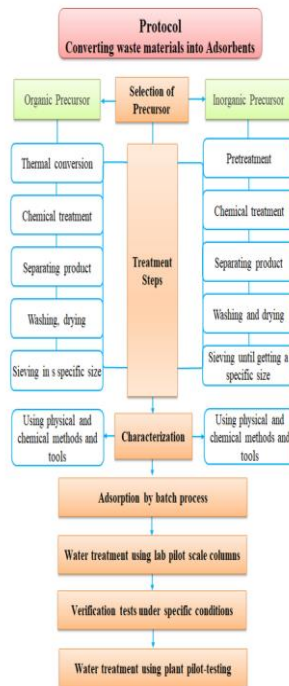 Protocol
Converting waste materials into Adsorbents
Organic Precursor
Selection of
Precursor
Inorganic Precursor
Thermal conversion
Chemical treatment
Separating product
Washing, drying
Sieving in s specific size
Treatment
Steps
Pretreatment
Chemical treatment
Separating product
Washing and drying
Sieving until getting a
specific size
Using physical
and chemical
methods and
tools
Characterization
Using physical and
chemical methods and
tools
Adsorption by batch process
Water treatment using lab pilot scale columns
Verification tests under specific conditions
Water treatment using plant pilot-testing